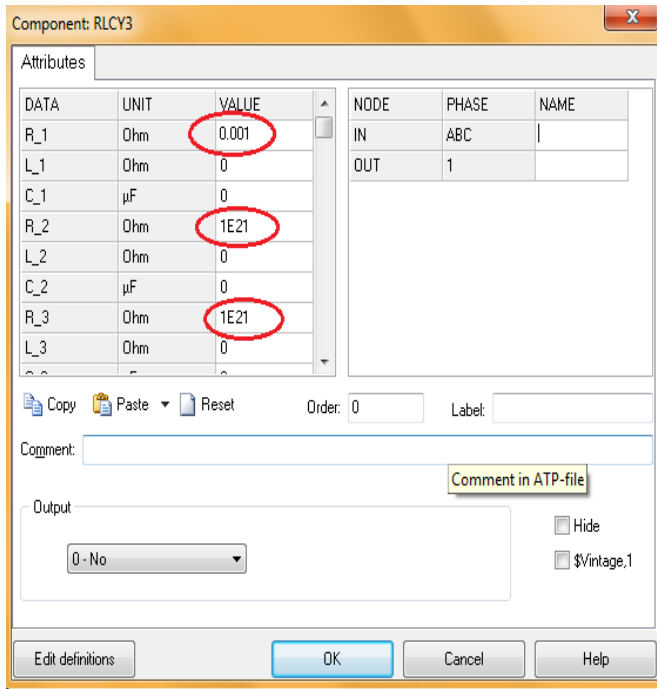 Component: RLCY3
X
Attributes
DATA UNIT VALUE
R_1 Ohm 0.001
L_1 Ohm 0
C_1 µF 0
R_2 Ohm 1E21
L_2 Ohm 0
C_2 µF 0
R_3 Ohm 1E21
L_3 Ohm 0
NODE PHASE NAME
IN ABC
OUT 1
Copy Paste Reset Order: 0 Label:
Comment:
Comment in ATP-file
Output
0 - No
Hide
$Vintage,1
Edit definitions OK Cancel Help